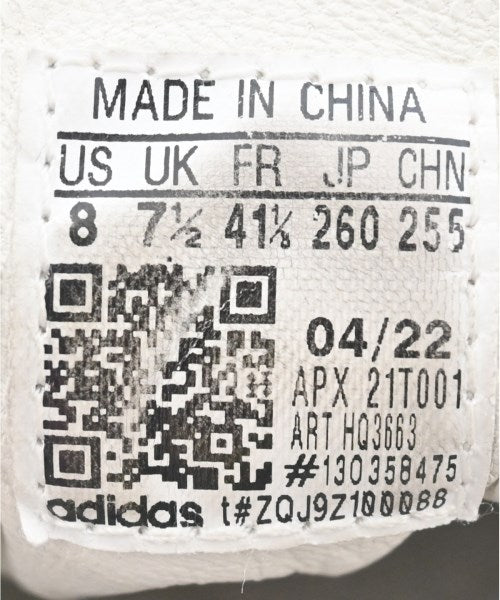 MADE IN CHINA
US UK FR JP CHN
8 7½ 41⅓ 260 255
04/22
APX 21T001
ART HQ3663
#130358475
adidas t#ZQJ9Z100088